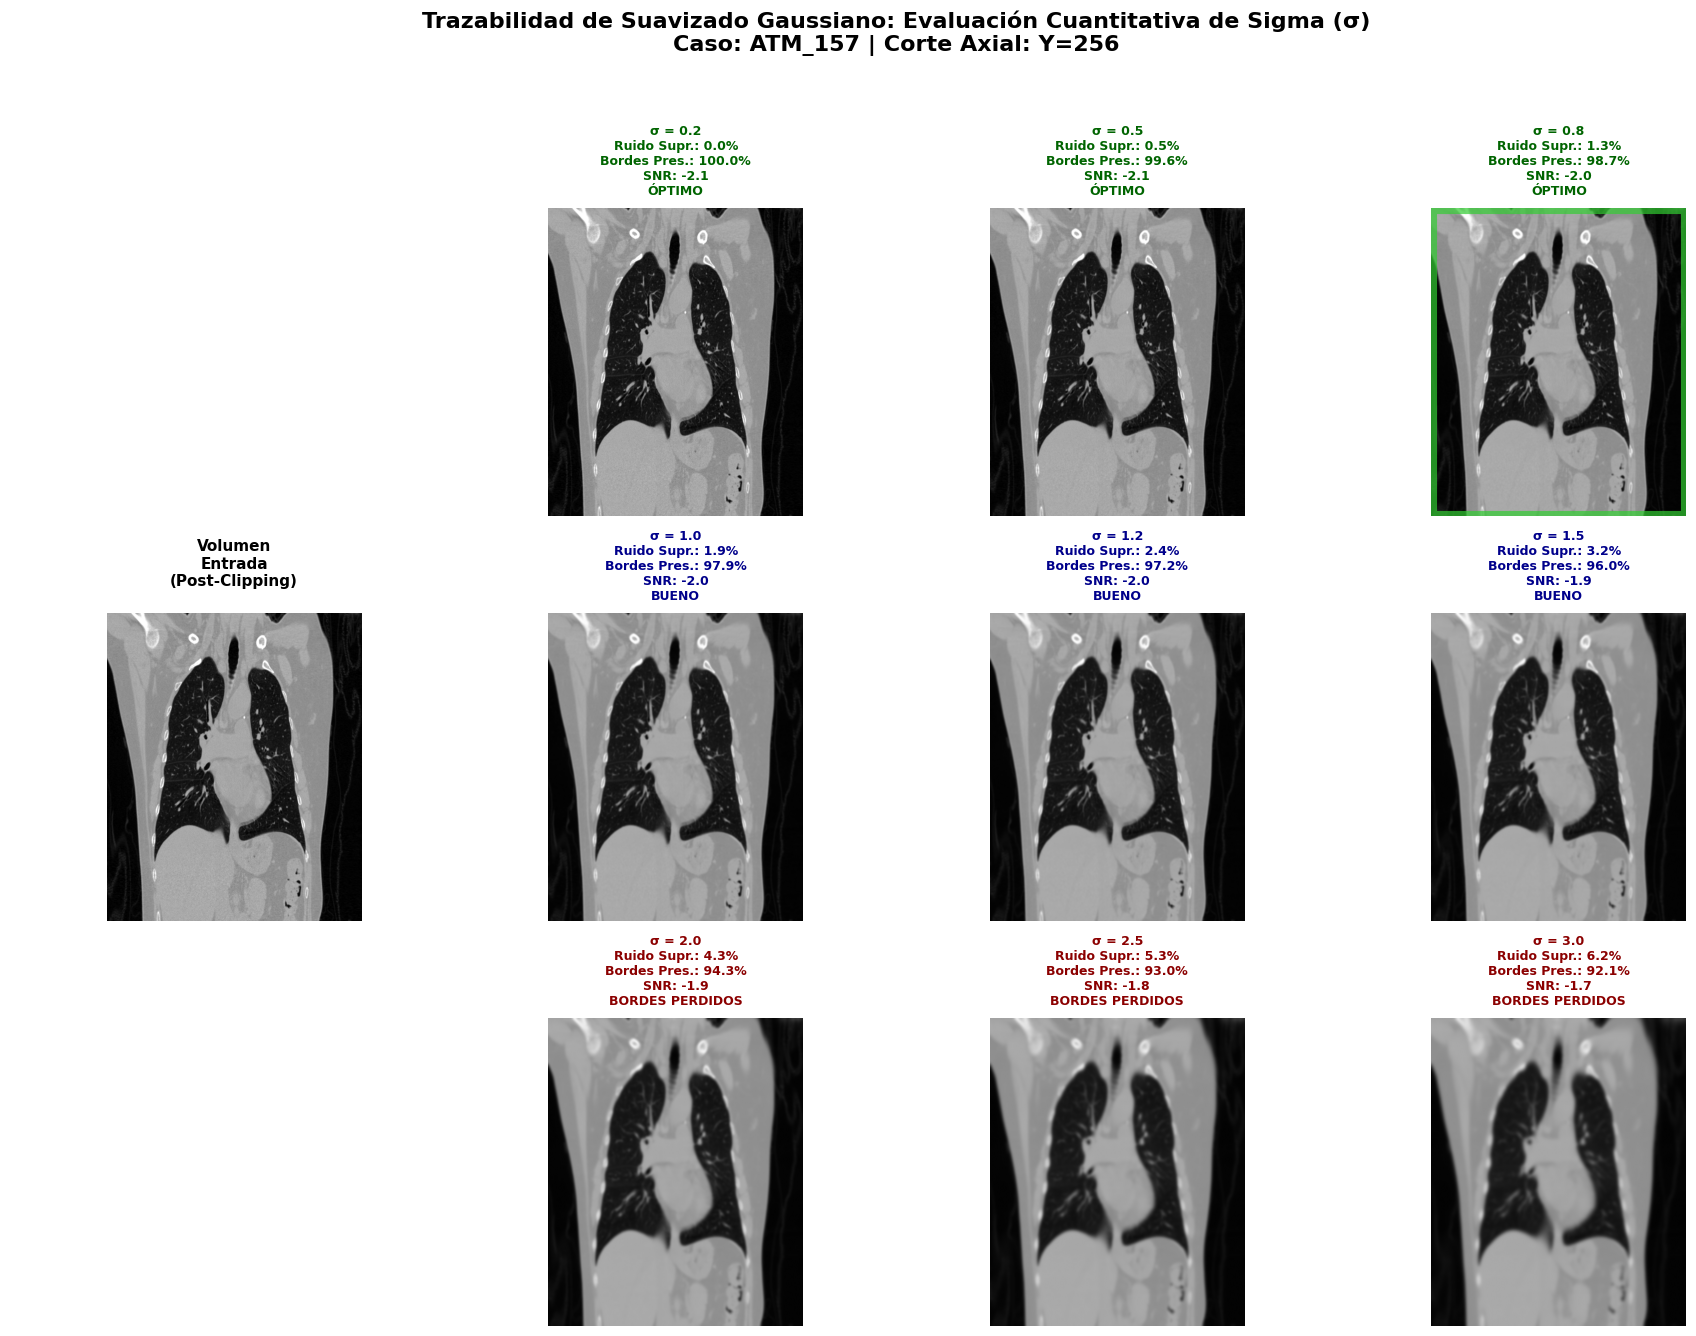 Trazabilidad de Suavizado Gaussiano: Evaluación Cuantitativa de Sigma (σ)
Caso: ATM_157 | Corte Axial: Y=256
σ = 0.2
Ruido Supr.: 0.0%
Bordes Pres.: 100.0%
SNR: -2.1
ÓPTIMO
σ = 0.5
Ruido Supr.: 0.5%
Bordes Pres.: 99.6%
SNR: -2.1
ÓPTIMO
σ = 0.8
Ruido Supr.: 1.3%
Bordes Pres.: 98.7%
SNR: -2.0
ÓPTIMO
Volumen
Entrada
(Post-Clipping)
σ = 1.0
Ruido Supr.: 1.9%
Bordes Pres.: 97.9%
SNR: -2.0
BUENO
σ = 1.2
Ruido Supr.: 2.4%
Bordes Pres.: 97.2%
SNR: -2.0
BUENO
σ = 1.5
Ruido Supr.: 3.2%
Bordes Pres.: 96.0%
SNR: -1.9
BUENO
σ = 2.0
Ruido Supr.: 4.3%
Bordes Pres.: 94.3%
SNR: -1.9
BORDES PERDIDOS
σ = 2.5
Ruido Supr.: 5.3%
Bordes Pres.: 93.0%
SNR: -1.8
BORDES PERDIDOS
σ = 3.0
Ruido Supr.: 6.2%
Bordes Pres.: 92.1%
SNR: -1.7
BORDES PERDIDOS